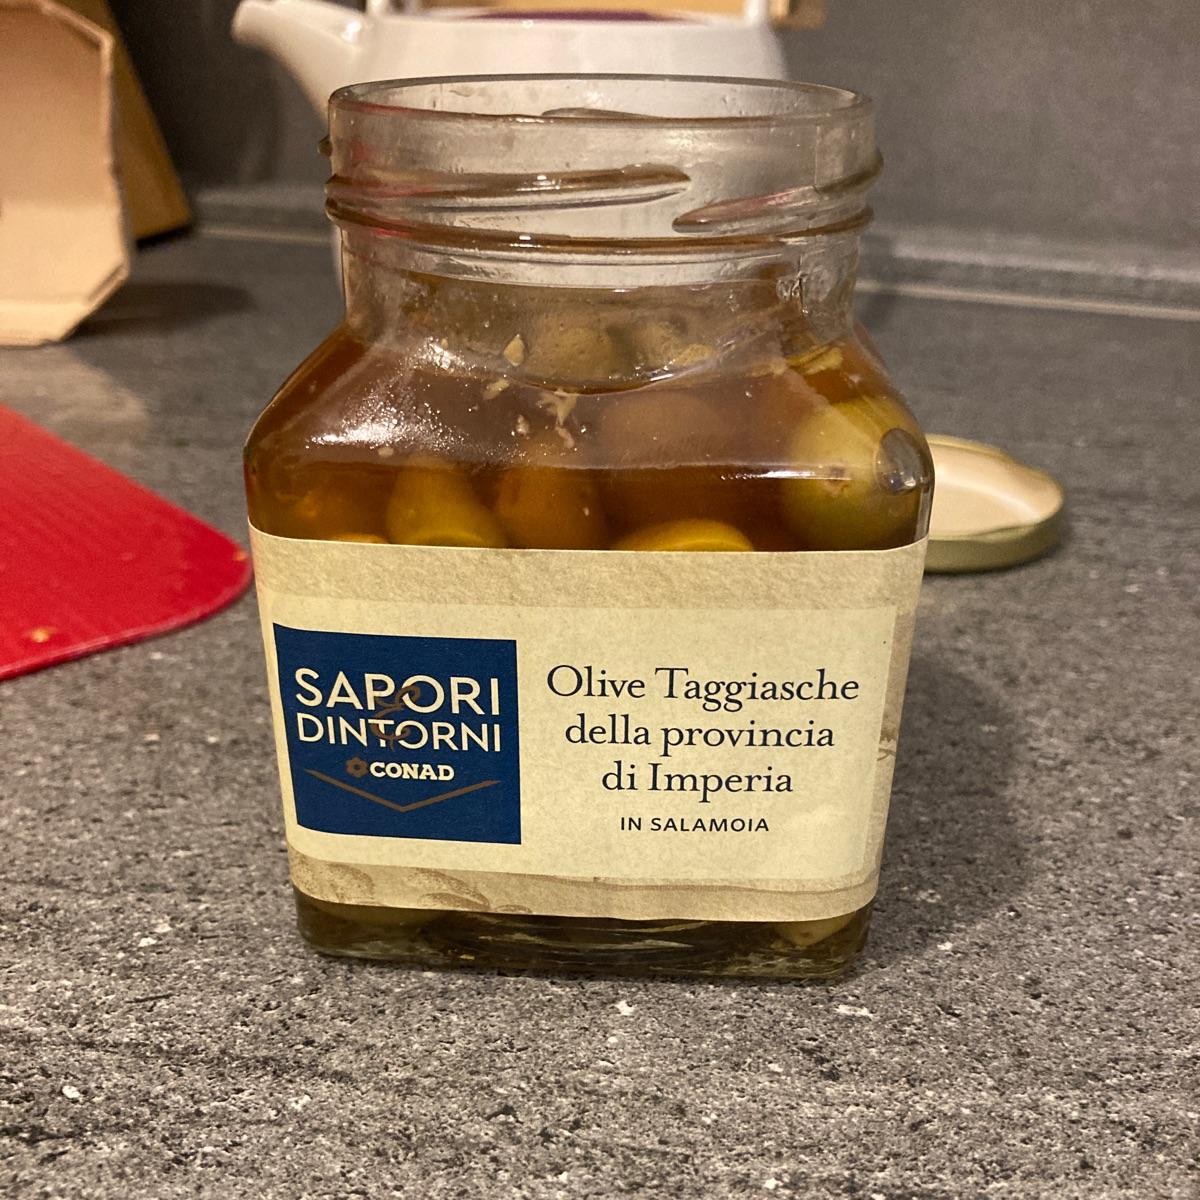 SAPORI
&
DINTORNI
CONAD
Olive Taggiasche
della provincia
di Imperia
IN SALAMOIA